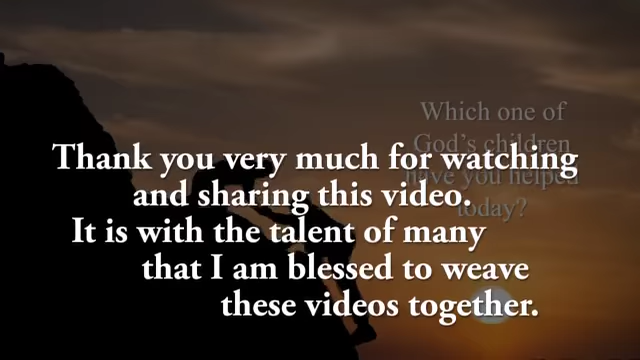 Which one of
God's children
have you helped
today?
Thank you very much for watching
and sharing this video.
It is with the talent of many
that I am blessed to weave
these videos together.